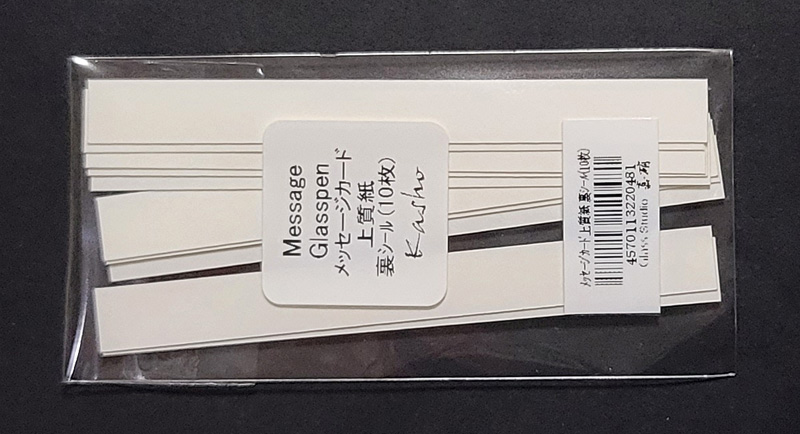 Message
Glasspen
メッセージカード
上質紙
裏シール(10枚)
Kasho
メッセージカード 上質紙 裏シール(10枚)
4570113220481
Glass Studio 嘉硝